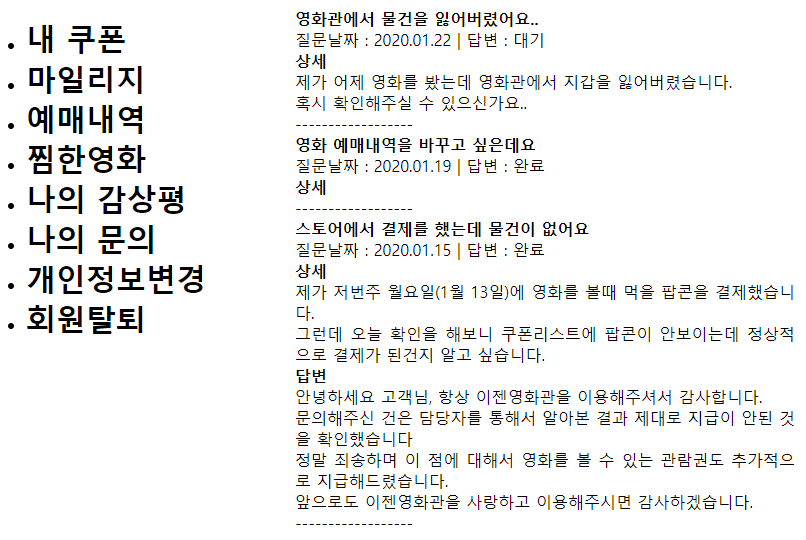 내 쿠폰
마일리지
예매내역
찜한영화
나의 감상평
나의 문의
개인정보변경
회원탈퇴
영화관에서 물건을 잃어버렸어요..
질문날짜 : 2020.01.22 | 답변 : 대기
상세
제가 어제 영화를 봤는데 영화관에서 지갑을 잃어버렸습니다.
혹시 확인해주실 수 있으신가요..
------------------
영화 예매내역을 바꾸고 싶은데요
질문날짜 : 2020.01.19 | 답변 : 완료
상세
------------------
스토어에서 결제를 했는데 물건이 없어요
질문날짜 : 2020.01.15 | 답변 : 완료
상세
제가 저번주 월요일(1월 13일)에 영화를 볼때 먹을 팝콘을 결제했습니
다.
그런데 오늘 확인을 해보니 쿠폰리스트에 팝콘이 안보이는데 정상적
으로 결제가 된건지 알고 싶습니다.
답변
안녕하세요 고객님, 항상 이젠영화관을 이용해주셔서 감사합니다.
문의해주신 건은 담당자를 통해서 알아본 결과 제대로 지급이 안된 것
을 확인했습니다
정말 죄송하며 이 점에 대해서 영화를 볼 수 있는 관람권도 추가적으
로 지급해드렸습니다.
앞으로도 이젠영화관을 사랑하고 이용해주시면 감사하겠습니다.
------------------